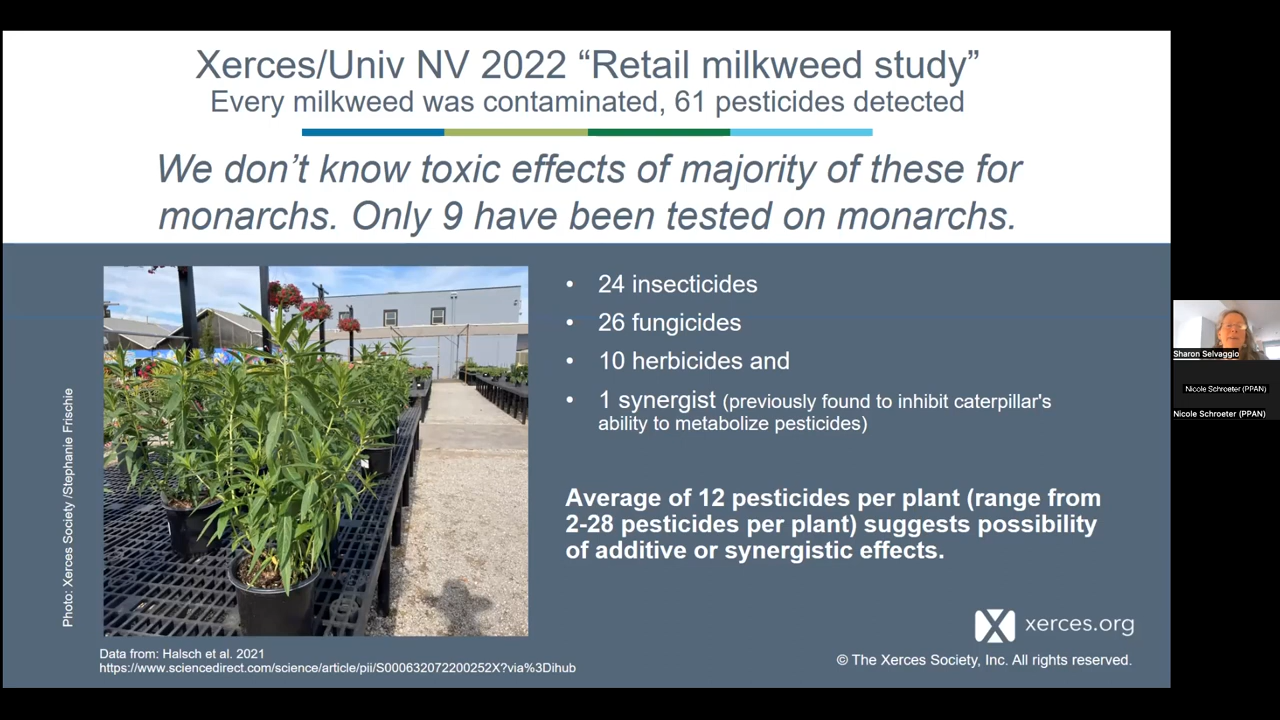 Xerces/Univ NV 2022 “Retail milkweed study”
Every milkweed was contaminated, 61 pesticides detected
We don’t know toxic effects of majority of these for
monarchs. Only 9 have been tested on monarchs.
Photo: Xerces Society /Stephanie Frischie
• 24 insecticides
• 26 fungicides
• 10 herbicides and
• 1 synergist (previously found to inhibit caterpillar's
ability to metabolize pesticides)
Average of 12 pesticides per plant (range from
2-28 pesticides per plant) suggests possibility
of additive or synergistic effects.
Data from: Halsch et al. 2021
https://www.sciencedirect.com/science/article/pii/S000632072200252X?via%3Dihub
xerces.org
© The Xerces Society, Inc. All rights reserved.
Sharon Selvaggio
Nicole Schroeter (PPAN)
Nicole Schroeter (PPAN)